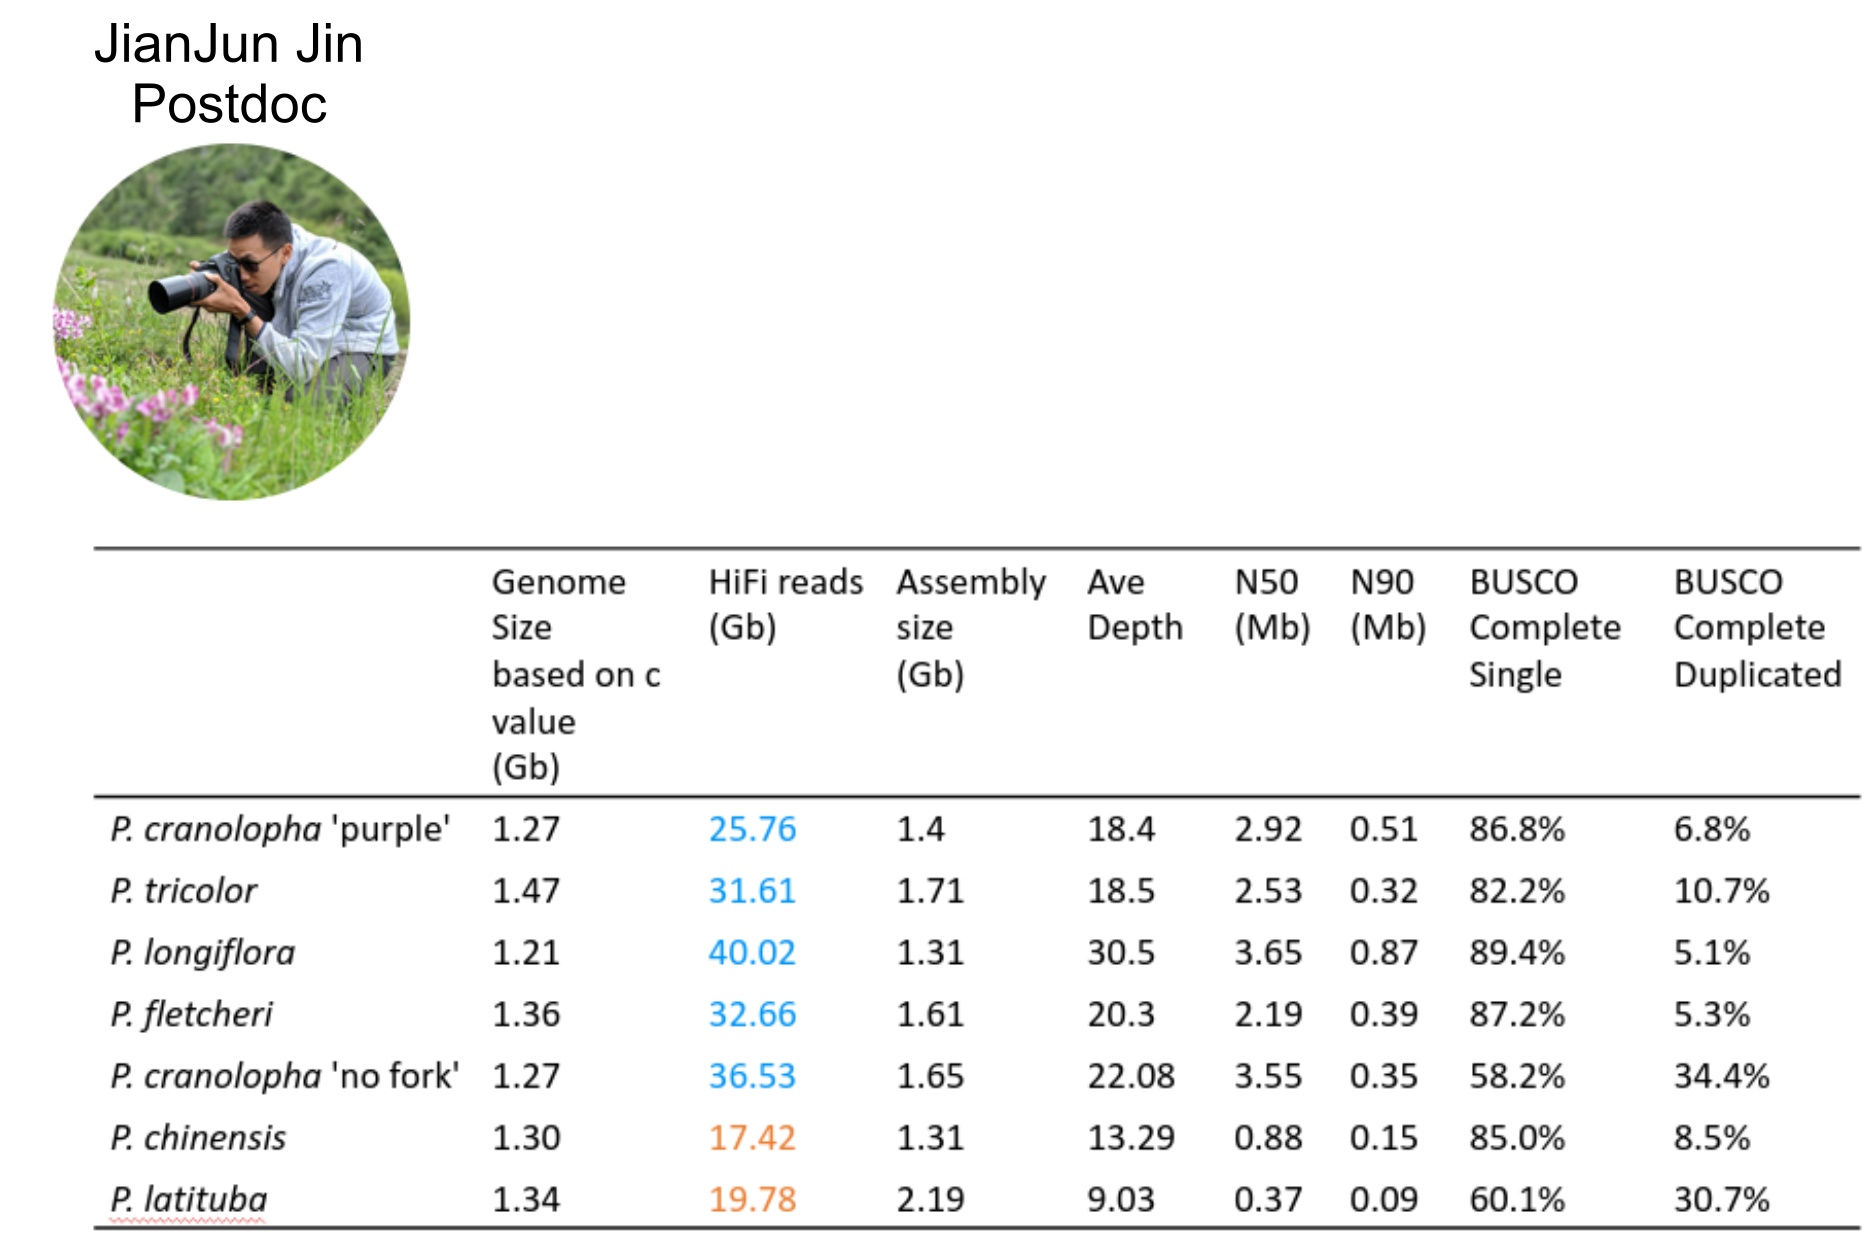 JianJun Jin
Postdoc
Genome Size based on c value (Gb) HiFi reads (Gb) Assembly size (Gb) Ave Depth N50 (Mb) N90 (Mb) BUSCO Complete Single BUSCO Complete Duplicated
P. cranolopha 'purple' 1.27 25.76 1.4 18.4 2.92 0.51 86.8% 6.8%
P. tricolor 1.47 31.61 1.71 18.5 2.53 0.32 82.2% 10.7%
P. longiflora 1.21 40.02 1.31 30.5 3.65 0.87 89.4% 5.1%
P. fletcheri 1.36 32.66 1.61 20.3 2.19 0.39 87.2% 5.3%
P. cranolopha 'no fork' 1.27 36.53 1.65 22.08 3.55 0.35 58.2% 34.4%
P. chinensis 1.30 17.42 1.31 13.29 0.88 0.15 85.0% 8.5%
P. latituba 1.34 19.78 2.19 9.03 0.37 0.09 60.1% 30.7%